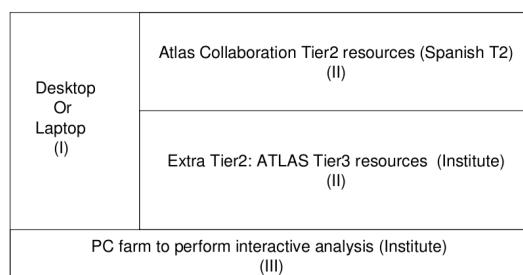 Desktop
Or
Laptop
(I)
Atlas Collaboration Tier2 resources (Spanish T2)
(II)
Extra Tier2: ATLAS Tier3 resources (Institute)
(II)
PC farm to perform interactive analysis (Institute)
(III)